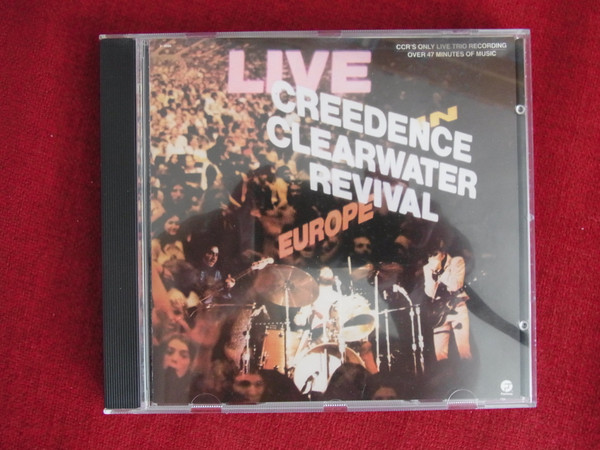 CCR'S ONLY LIVE TRIO RECORDING
OVER 47 MINUTES OF MUSIC
LIVE
IN
CREEDENCE
CLEARWATER
REVIVAL
EUROPE